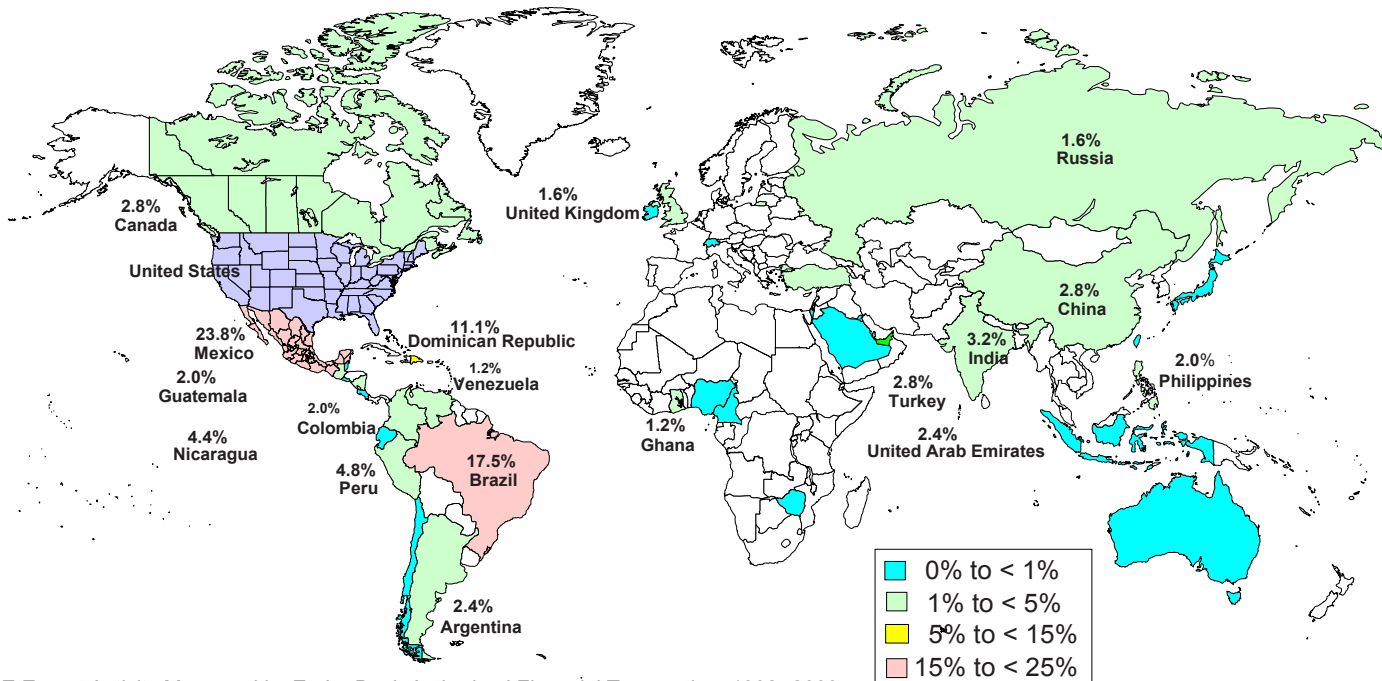 1.6%
Russia
1.6%
United Kingdom
2.8%
Canada
United States
2.8%
China
3.2%
India
11.1%
Dominican Republic
23.8%
Mexico
1.2%
Venezuela
2.0%
Guatemala
2.0%
Philippines
2.8%
Turkey
2.0%
Colombia
1.2%
Ghana
4.4%
Nicaragua
2.4%
United Arab Emirates
4.8%
Peru
17.5%
Brazil
2.4%
Argentina
0% to < 1%
1% to < 5%
5% to < 15%
15% to < 25%